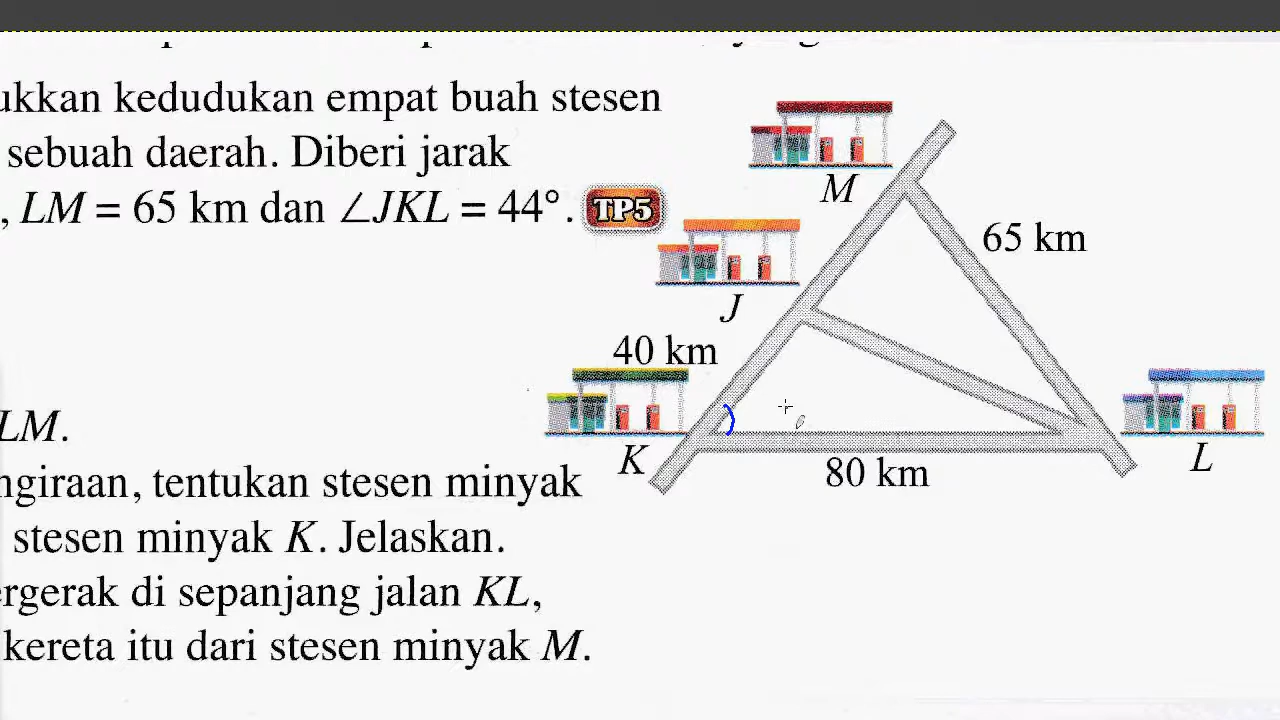 ukkan kedudukan empat buah stesen
sebuah daerah. Diberi jarak
, LM = 65 km dan ∠JKL = 44°. TP5
LM.
ngiraan, tentukan stesen minyak
stesen minyak K. Jelaskan.
ergerak di sepanjang jalan KL,
kereta itu dari stesen minyak M.
M
65 km
J
40 km
K
80 km
L